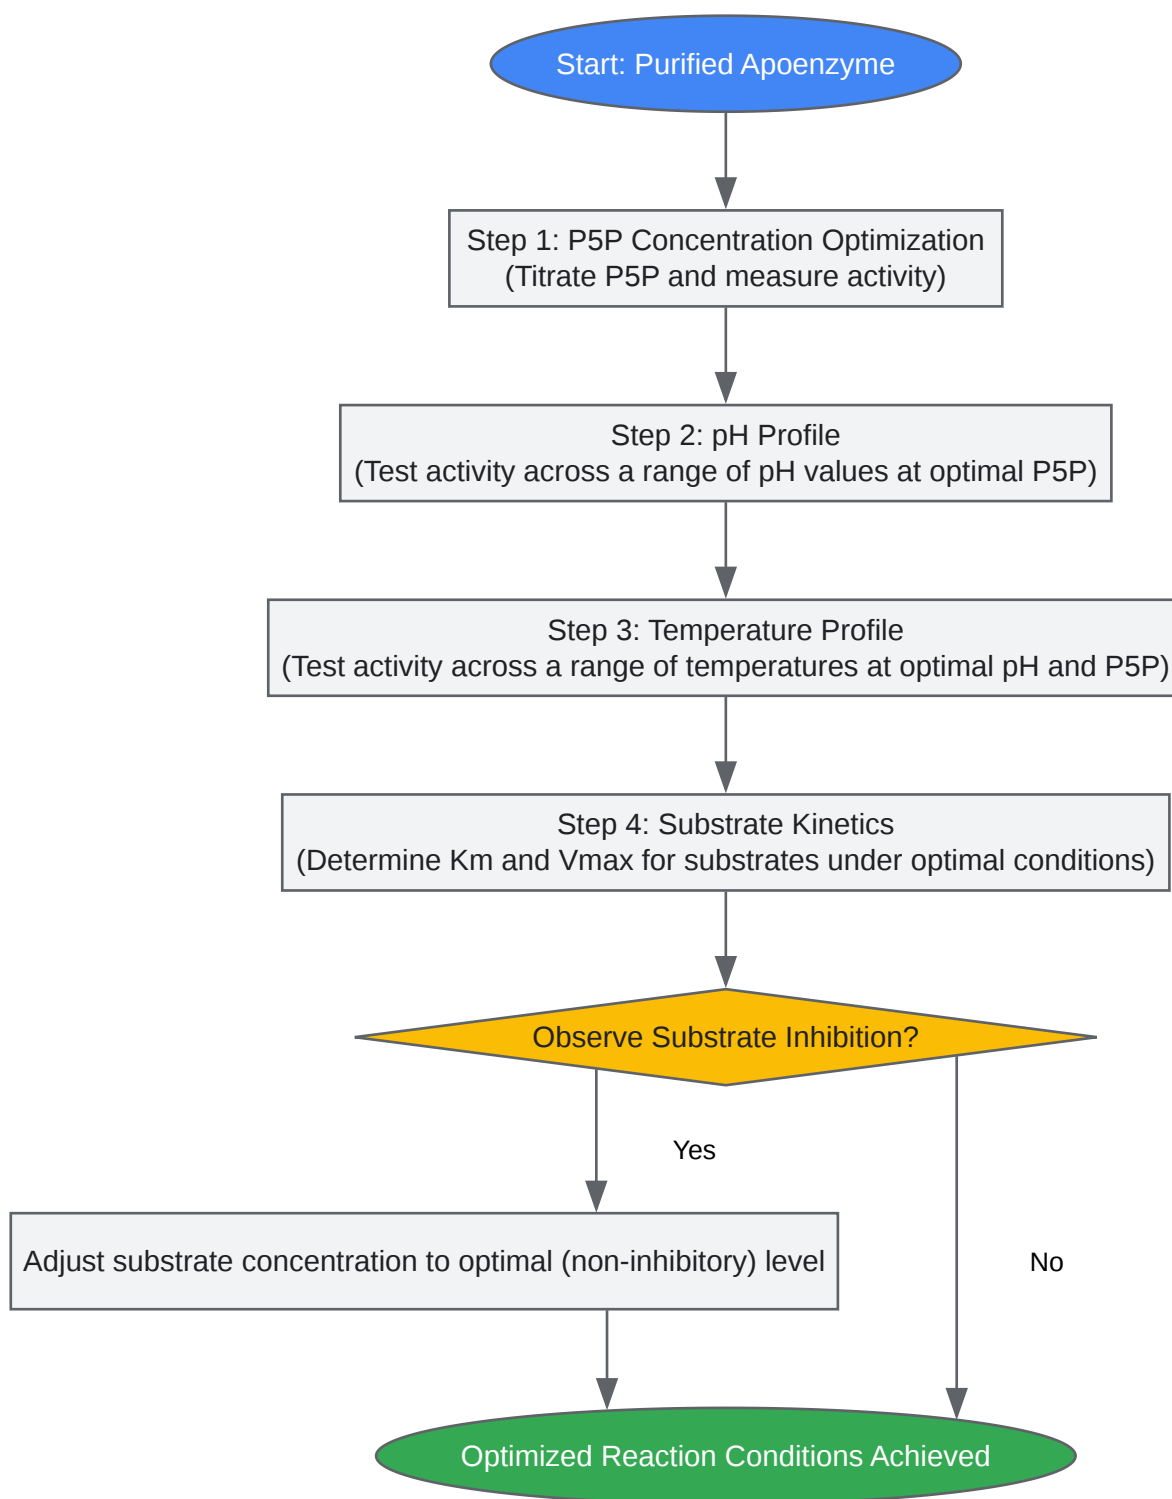 Start: Purified Apoenzyme
Step 1: P5P Concentration Optimization
(Titrate P5P and measure activity)
Step 2: pH Profile
(Test activity across a range of pH values at optimal P5P)
Step 3: Temperature Profile
(Test activity across a range of temperatures at optimal pH and P5P)
Step 4: Substrate Kinetics
(Determine Km and Vmax for substrates under optimal conditions)
Observe Substrate Inhibition?
Yes
Adjust substrate concentration to optimal (non-inhibitory) level
No
Optimized Reaction Conditions Achieved